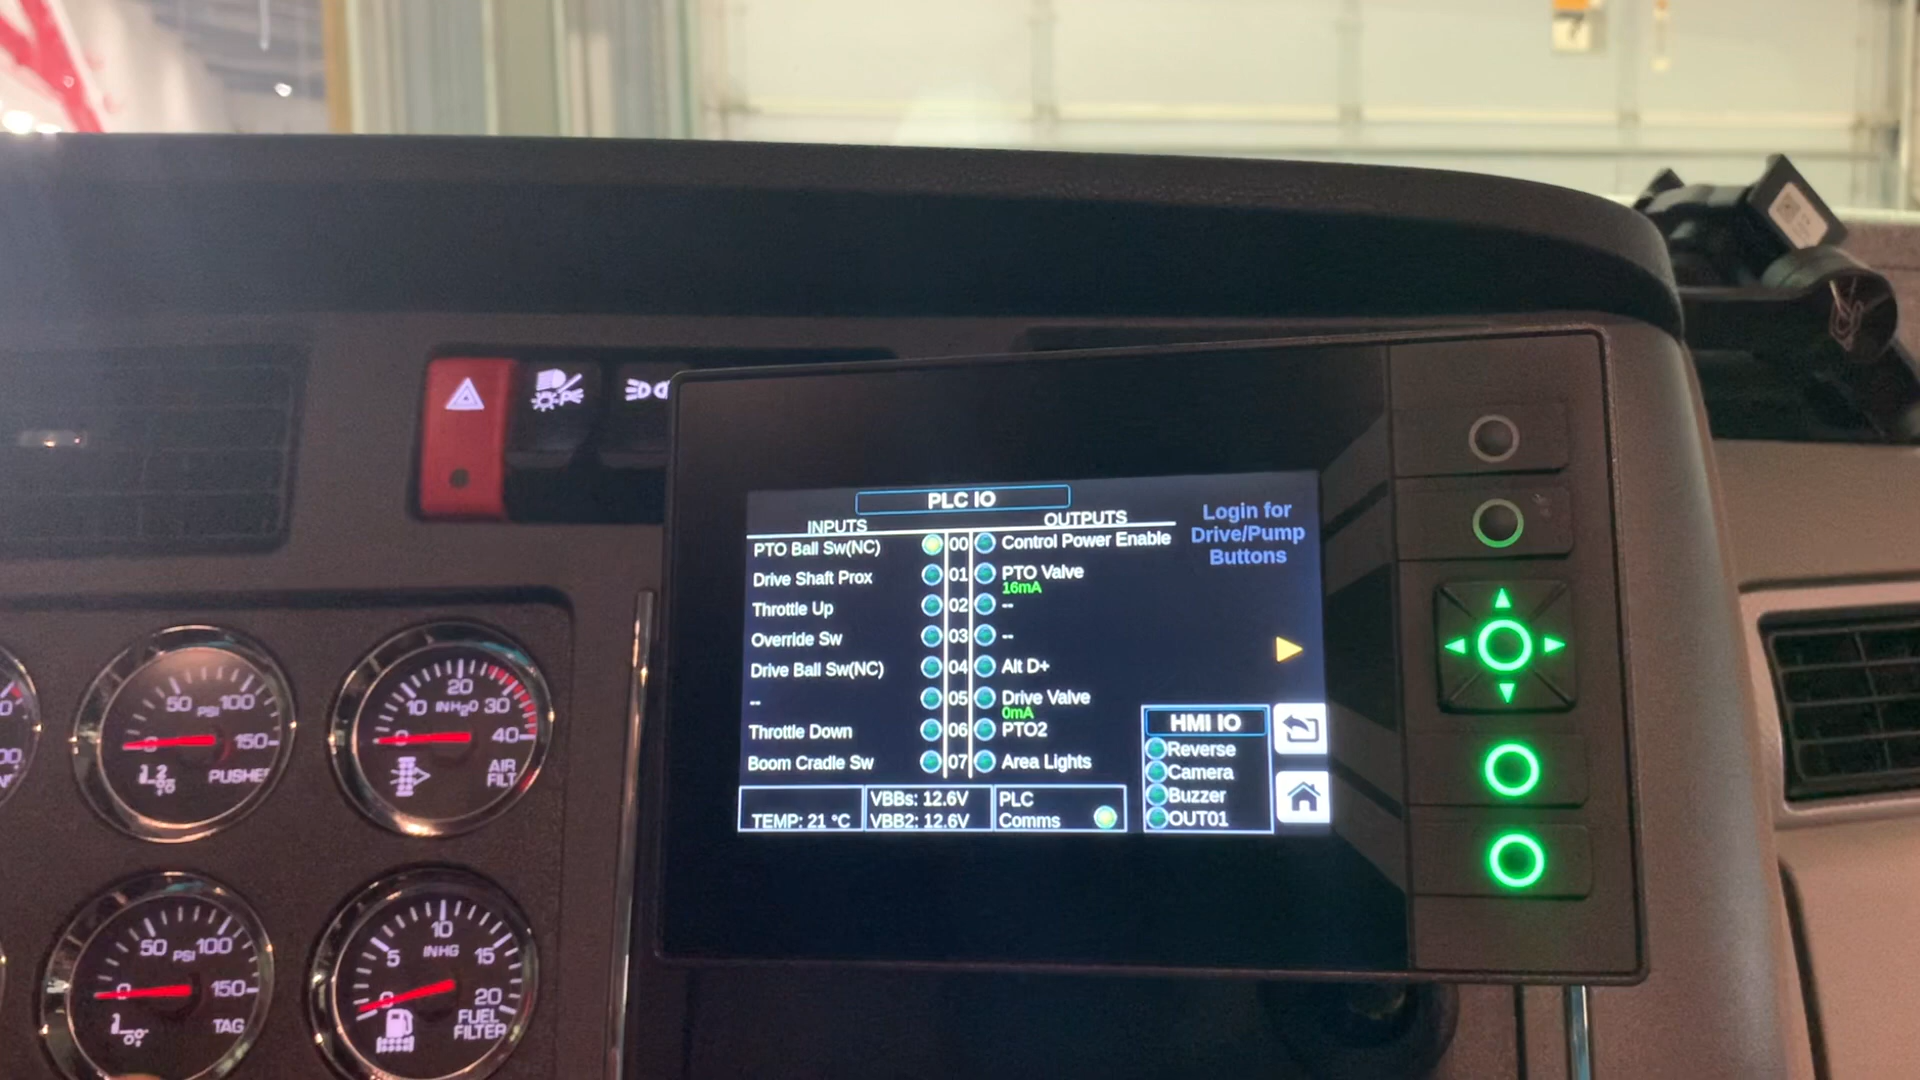 PLC IO
INPUTS
OUTPUTS
Login for
Drive/Pump
Buttons
PTO Ball Sw(NC) 00 Control Power Enable
Drive Shaft Prox 01 PTO Valve
16mA
Throttle Up 02 --
Override Sw 03 --
Drive Ball Sw(NC) 04 Alt D+
-- 05 Drive Valve
0mA
Throttle Down 06 PTO2
Boom Cradle Sw 07 Area Lights
HMI IO
Reverse
Camera
Buzzer
OUT01
TEMP: 21 °C
VBBs: 12.6V
VBB2: 12.6V
PLC
Comms
0 50 PSI 100 150
PUSHER
0 10 20 INH₂O 30 40
AIR
FILT
0 50 PSI 100 150
TAG
0 5 10 INHG 15 20
FUEL
FILTER